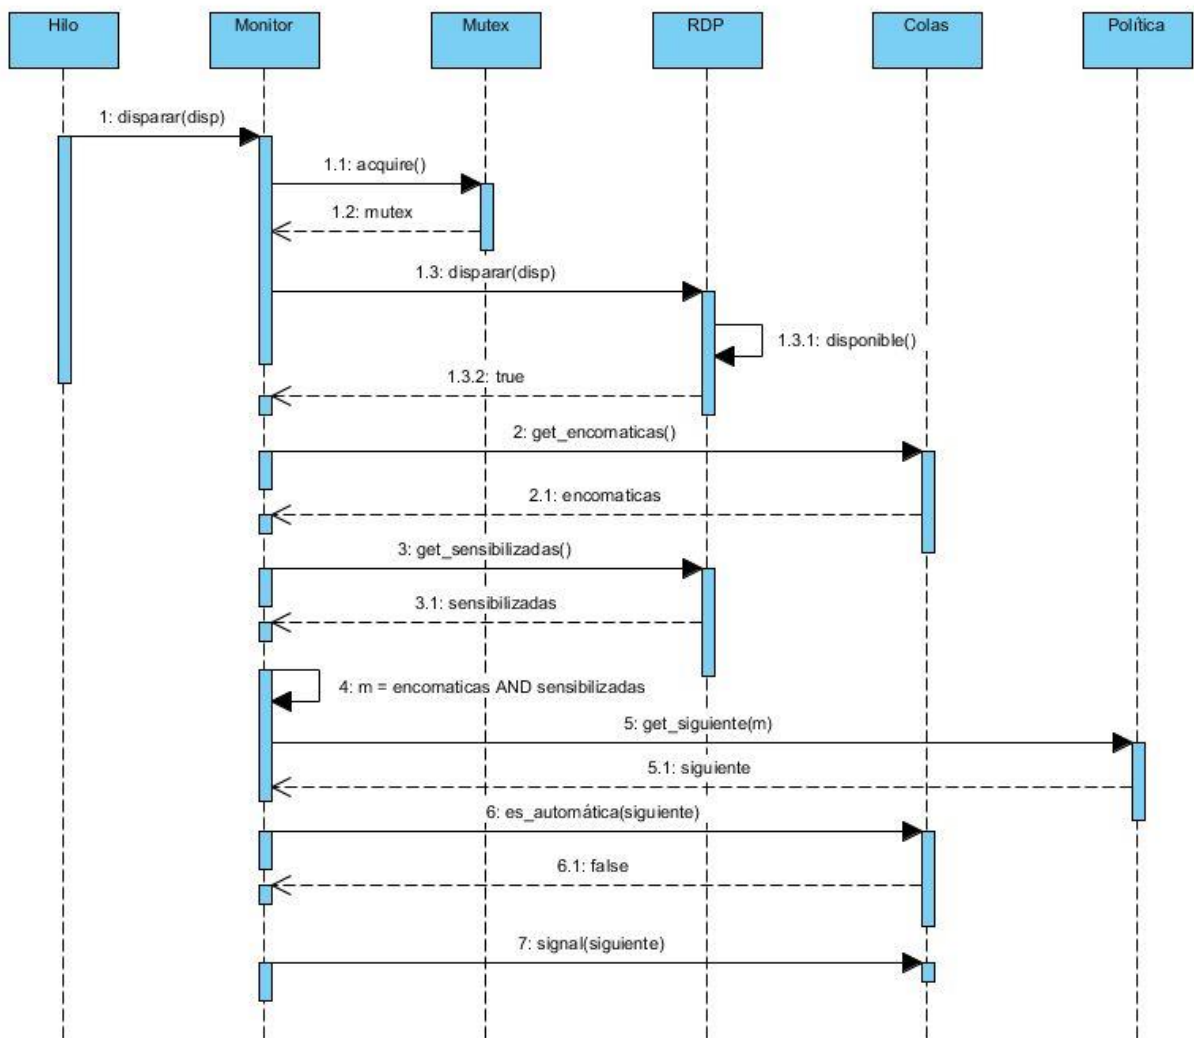 Hilo
Monitor
Mutex
RDP
Colas
Política
1: disparar(disp)
1.1: acquire()
1.2: mutex
1.3: disparar(disp)
1.3.1: disponible()
1.3.2: true
2: get_encomaticas()
2.1: encomaticas
3: get_sensibilizadas()
3.1: sensibilizadas
4: m = encomaticas AND sensibilizadas
5: get_siguiente(m)
5.1: siguiente
6: es_automática(siguiente)
6.1: false
7: signal(siguiente)